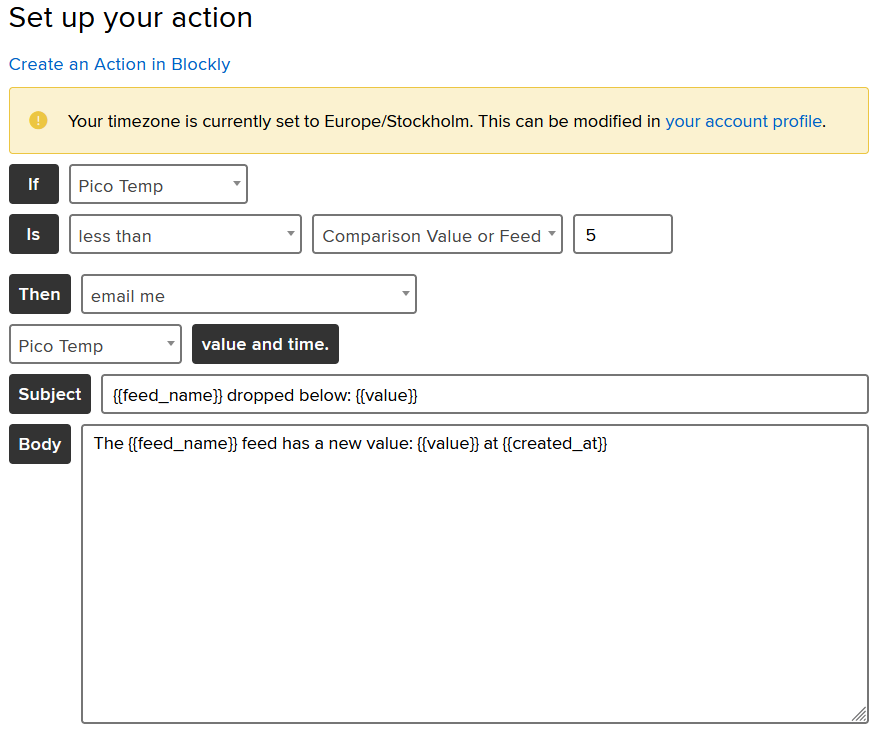 Set up your action
Create an Action in Blockly
Your timezone is currently set to Europe/Stockholm. This can be modified in your account profile.
If Pico Temp
Is less than Comparison Value or Feed 5
Then email me
Pico Temp value and time.
Subject {{feed_name}} dropped below: {{value}}
Body The {{feed_name}} feed has a new value: {{value}} at {{created_at}}